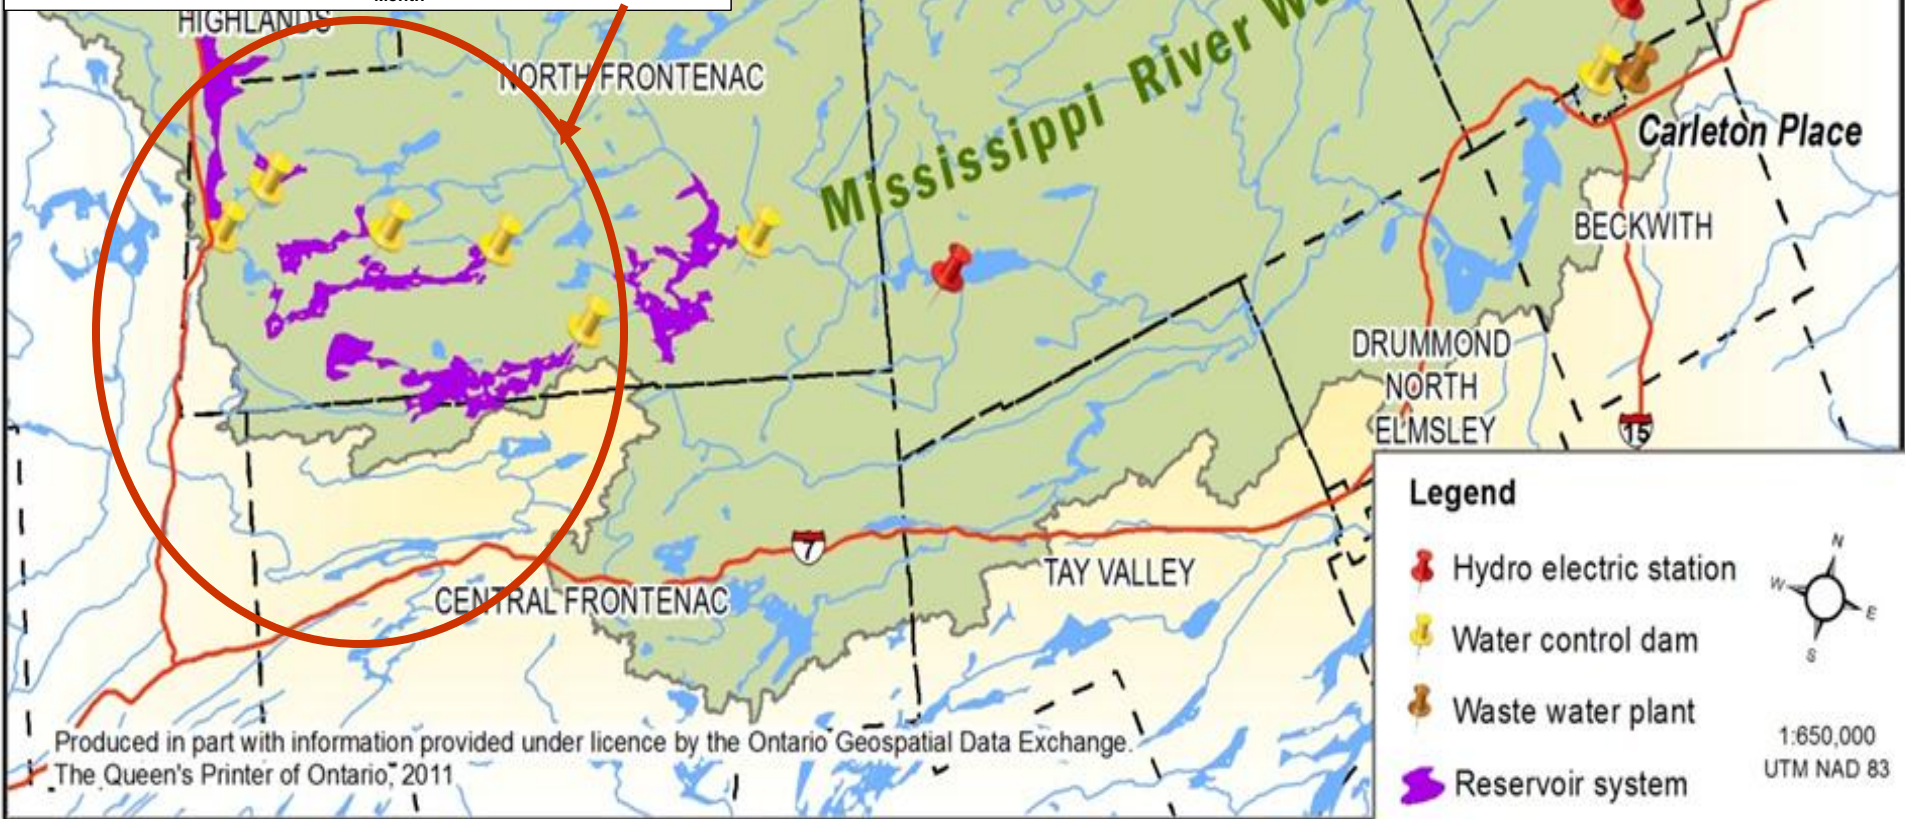 HIGHLANDS
NORTH FRONTENAC
Mississippi River
Carleton Place
BECKWITH
DRUMMOND
NORTH
ELMSLEY
15
7
TAY VALLEY
CENTRAL FRONTENAC
Legend
Hydro electric station
Water control dam
Waste water plant
Reservoir system
N
W
E
S
1:650,000
UTM NAD 83
Produced in part with information provided under licence by the Ontario Geospatial Data Exchange.
The Queen's Printer of Ontario, 2011